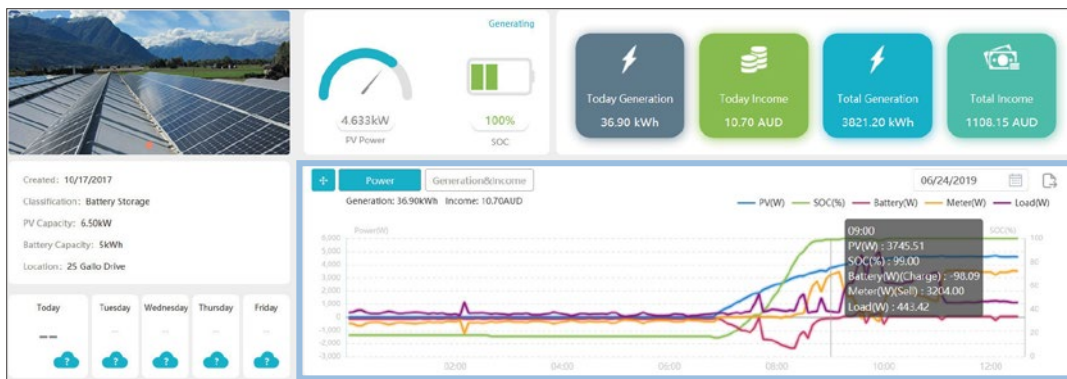 Generating
4.633kW
PV Power
100%
SOC
Today Generation
36.90 kWh
Today Income
10.70 AUD
Total Generation
3821.20 kWh
Total Income
1108.15 AUD
Created: 10/17/2017
Classification: Battery Storage
PV Capacity: 6.50kW
Battery Capacity: 5kWh
Location: 25 Gallo Drive
Today Tuesday Wednesday Thursday Friday
-- -- -- -- --
? ? ? ? ?
Power Generation&Income 06/24/2019
Generation: 36.90kWh Income: 10.70AUD
PV(W) SOC(%) Battery(W) Meter(W) Load(W)
Power(W) SOC(%)
6,000 100
5,000
4,000 80
3,000
2,000 60
1,000
0 40
-1,000
-2,000 20
-3,000 0
09:00
PV(W) : 3745.51
SOC(%) : 99.00
Battery(W)(Charge) : -98.09
Meter(W)(Sell) : 3204.00
Load(W) : 443.42
02:00 04:00 06:00 08:00 10:00 12:00